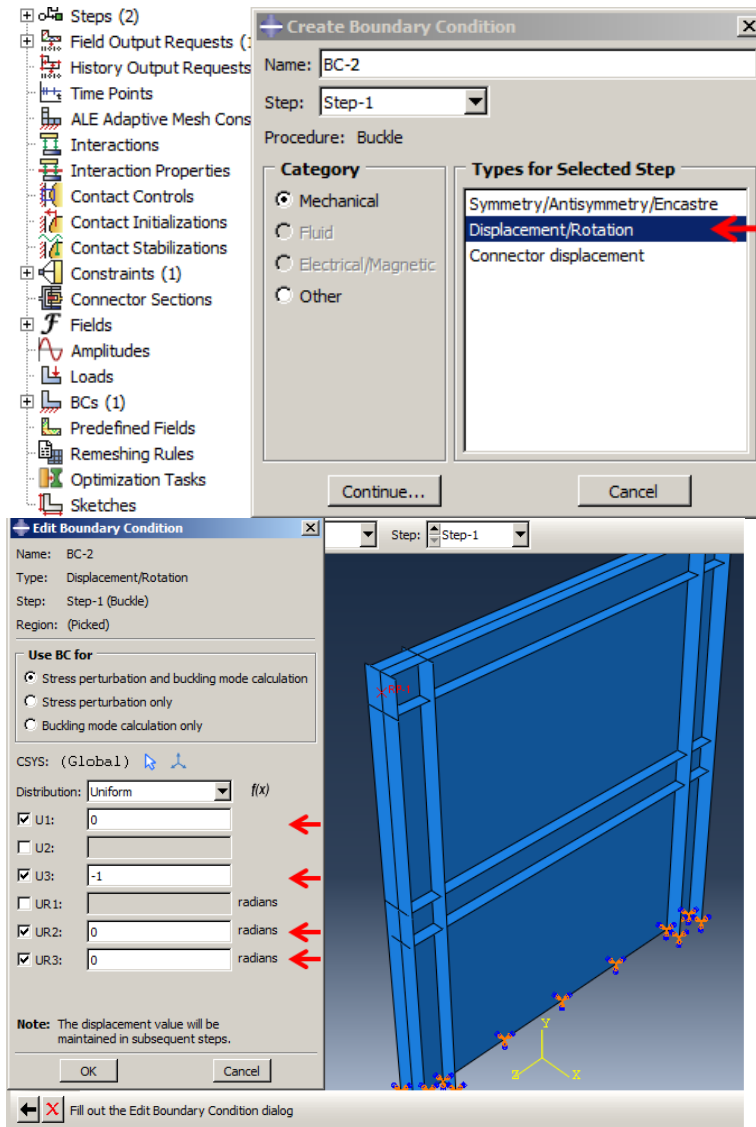 Steps (2)
Field Output Requests (
History Output Requests
Time Points
ALE Adaptive Mesh Cons
Interactions
Interaction Properties
Contact Controls
Contact Initializations
Contact Stabilizations
Constraints (1)
Connector Sections
Fields
Amplitudes
Loads
BCs (1)
Predefined Fields
Remeshing Rules
Optimization Tasks
Sketches
Create Boundary Condition
Name: BC-2
Step: Step-1
Procedure: Buckle
Category
Mechanical
Fluid
Electrical/Magnetic
Other
Types for Selected Step
Symmetry/Antisymmetry/Encastre
Displacement/Rotation
Connector displacement
Continue...
Cancel
Edit Boundary Condition
Name: BC-2
Type: Displacement/Rotation
Step: Step-1 (Buckle)
Region: (Picked)
Use BC for
Stress perturbation and buckling mode calculation
Stress perturbation only
Buckling mode calculation only
CSYS: (Global)
Distribution: Uniform f(x)
U1: 0
U2:
U3: -1
UR1: radians
UR2: 0 radians
UR3: 0 radians
Note: The displacement value will be
maintained in subsequent steps.
OK
Cancel
Step: Step-1
Y
Z
X
Fill out the Edit Boundary Condition dialog